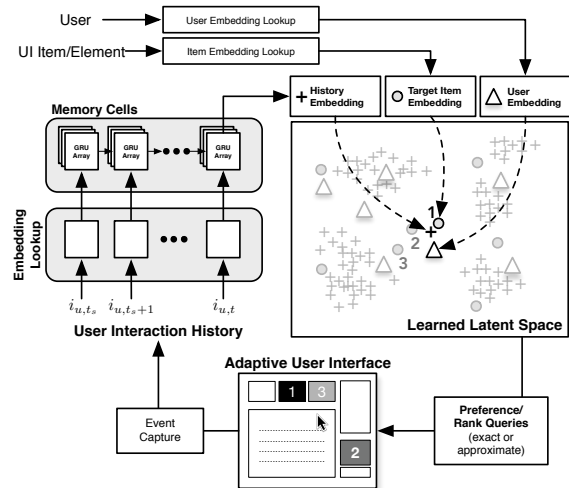 User
User Embedding Lookup
UI Item/Element
Item Embedding Lookup
History
Embedding
Target Item
Embedding
User
Embedding
Memory Cells
GRU
Array
GRU
Array
GRU
Array
Embedding
Lookup
i_{u,t_s}
i_{u,t_s+1}
i_{u,t}
User Interaction History
1
2
3
Learned Latent Space
Adaptive User Interface
1
3
2
Event
Capture
Preference/
Rank Queries
(exact or
approximate)